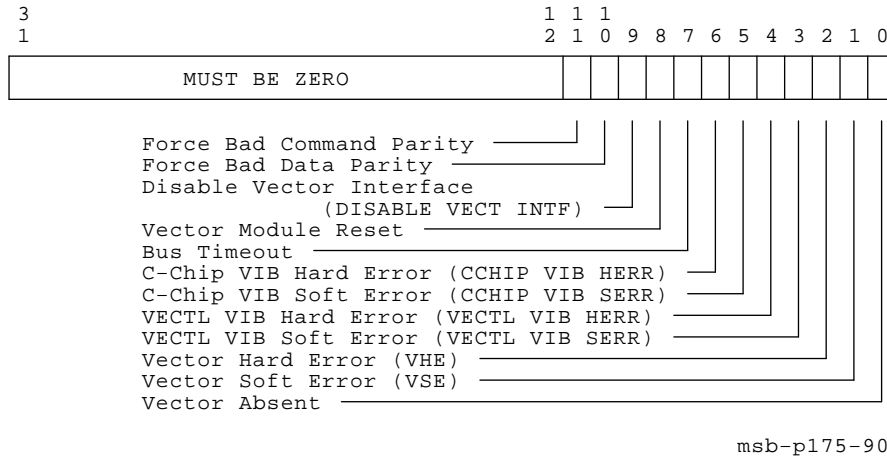 3 1 1 1
1 2 1 0 9 8 7 6 5 4 3 2 1 0
MUST BE ZERO
Force Bad Command Parity
Force Bad Data Parity
Disable Vector Interface
(DISABLE VECT INTF)
Vector Module Reset
Bus Timeout
C-Chip VIB Hard Error (CCHIP VIB HERR)
C-Chip VIB Soft Error (CCHIP VIB SERR)
VECTL VIB Hard Error (VECTL VIB HERR)
VECTL VIB Soft Error (VECTL VIB SERR)
Vector Hard Error (VHE)
Vector Soft Error (VSE)
Vector Absent
msb-p175-90